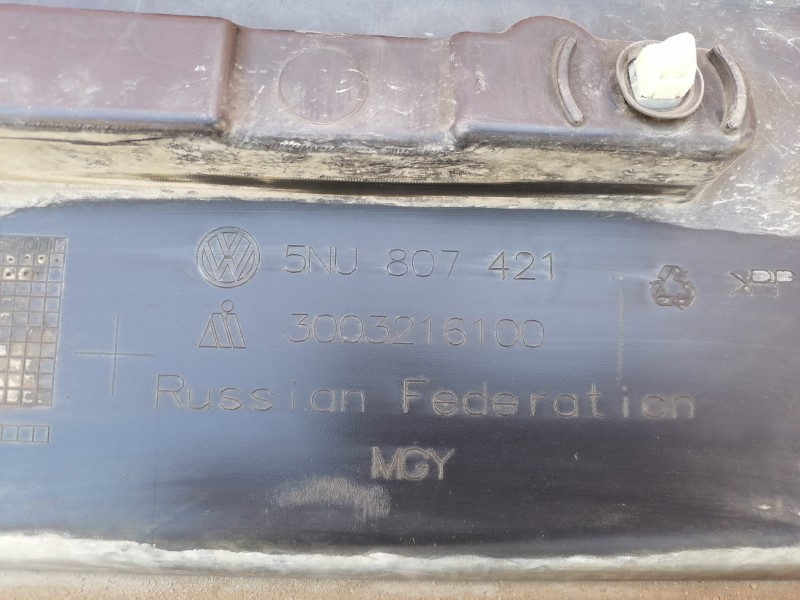 5NU 807 421
3003216100
Russian Federation
MGY